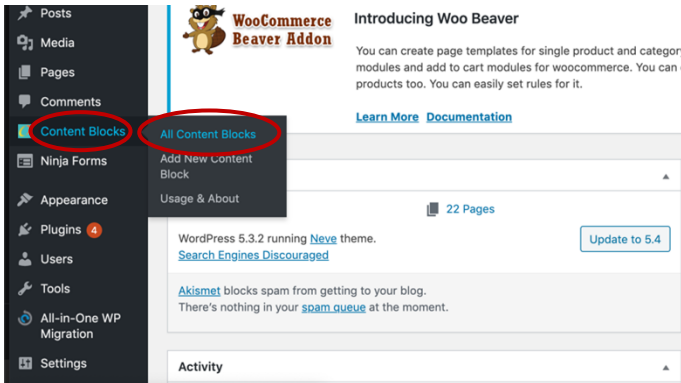 Posts
Media
Pages
Comments
Content Blocks
Ninja Forms
Appearance
Plugins 4
Users
Tools
All-in-One WP
Migration
Settings
All Content Blocks
Add New Content
Block
Usage & About
WooCommerce
Beaver Addon
Introducing Woo Beaver
You can create page templates for single product and category
modules and add to cart modules for woocommerce. You can
products too. You can easily set rules for it.
Learn More Documentation
22 Pages
WordPress 5.3.2 running Neve theme.
Update to 5.4
Search Engines Discouraged
Akismet blocks spam from getting to your blog.
There's nothing in your spam queue at the moment.
Activity